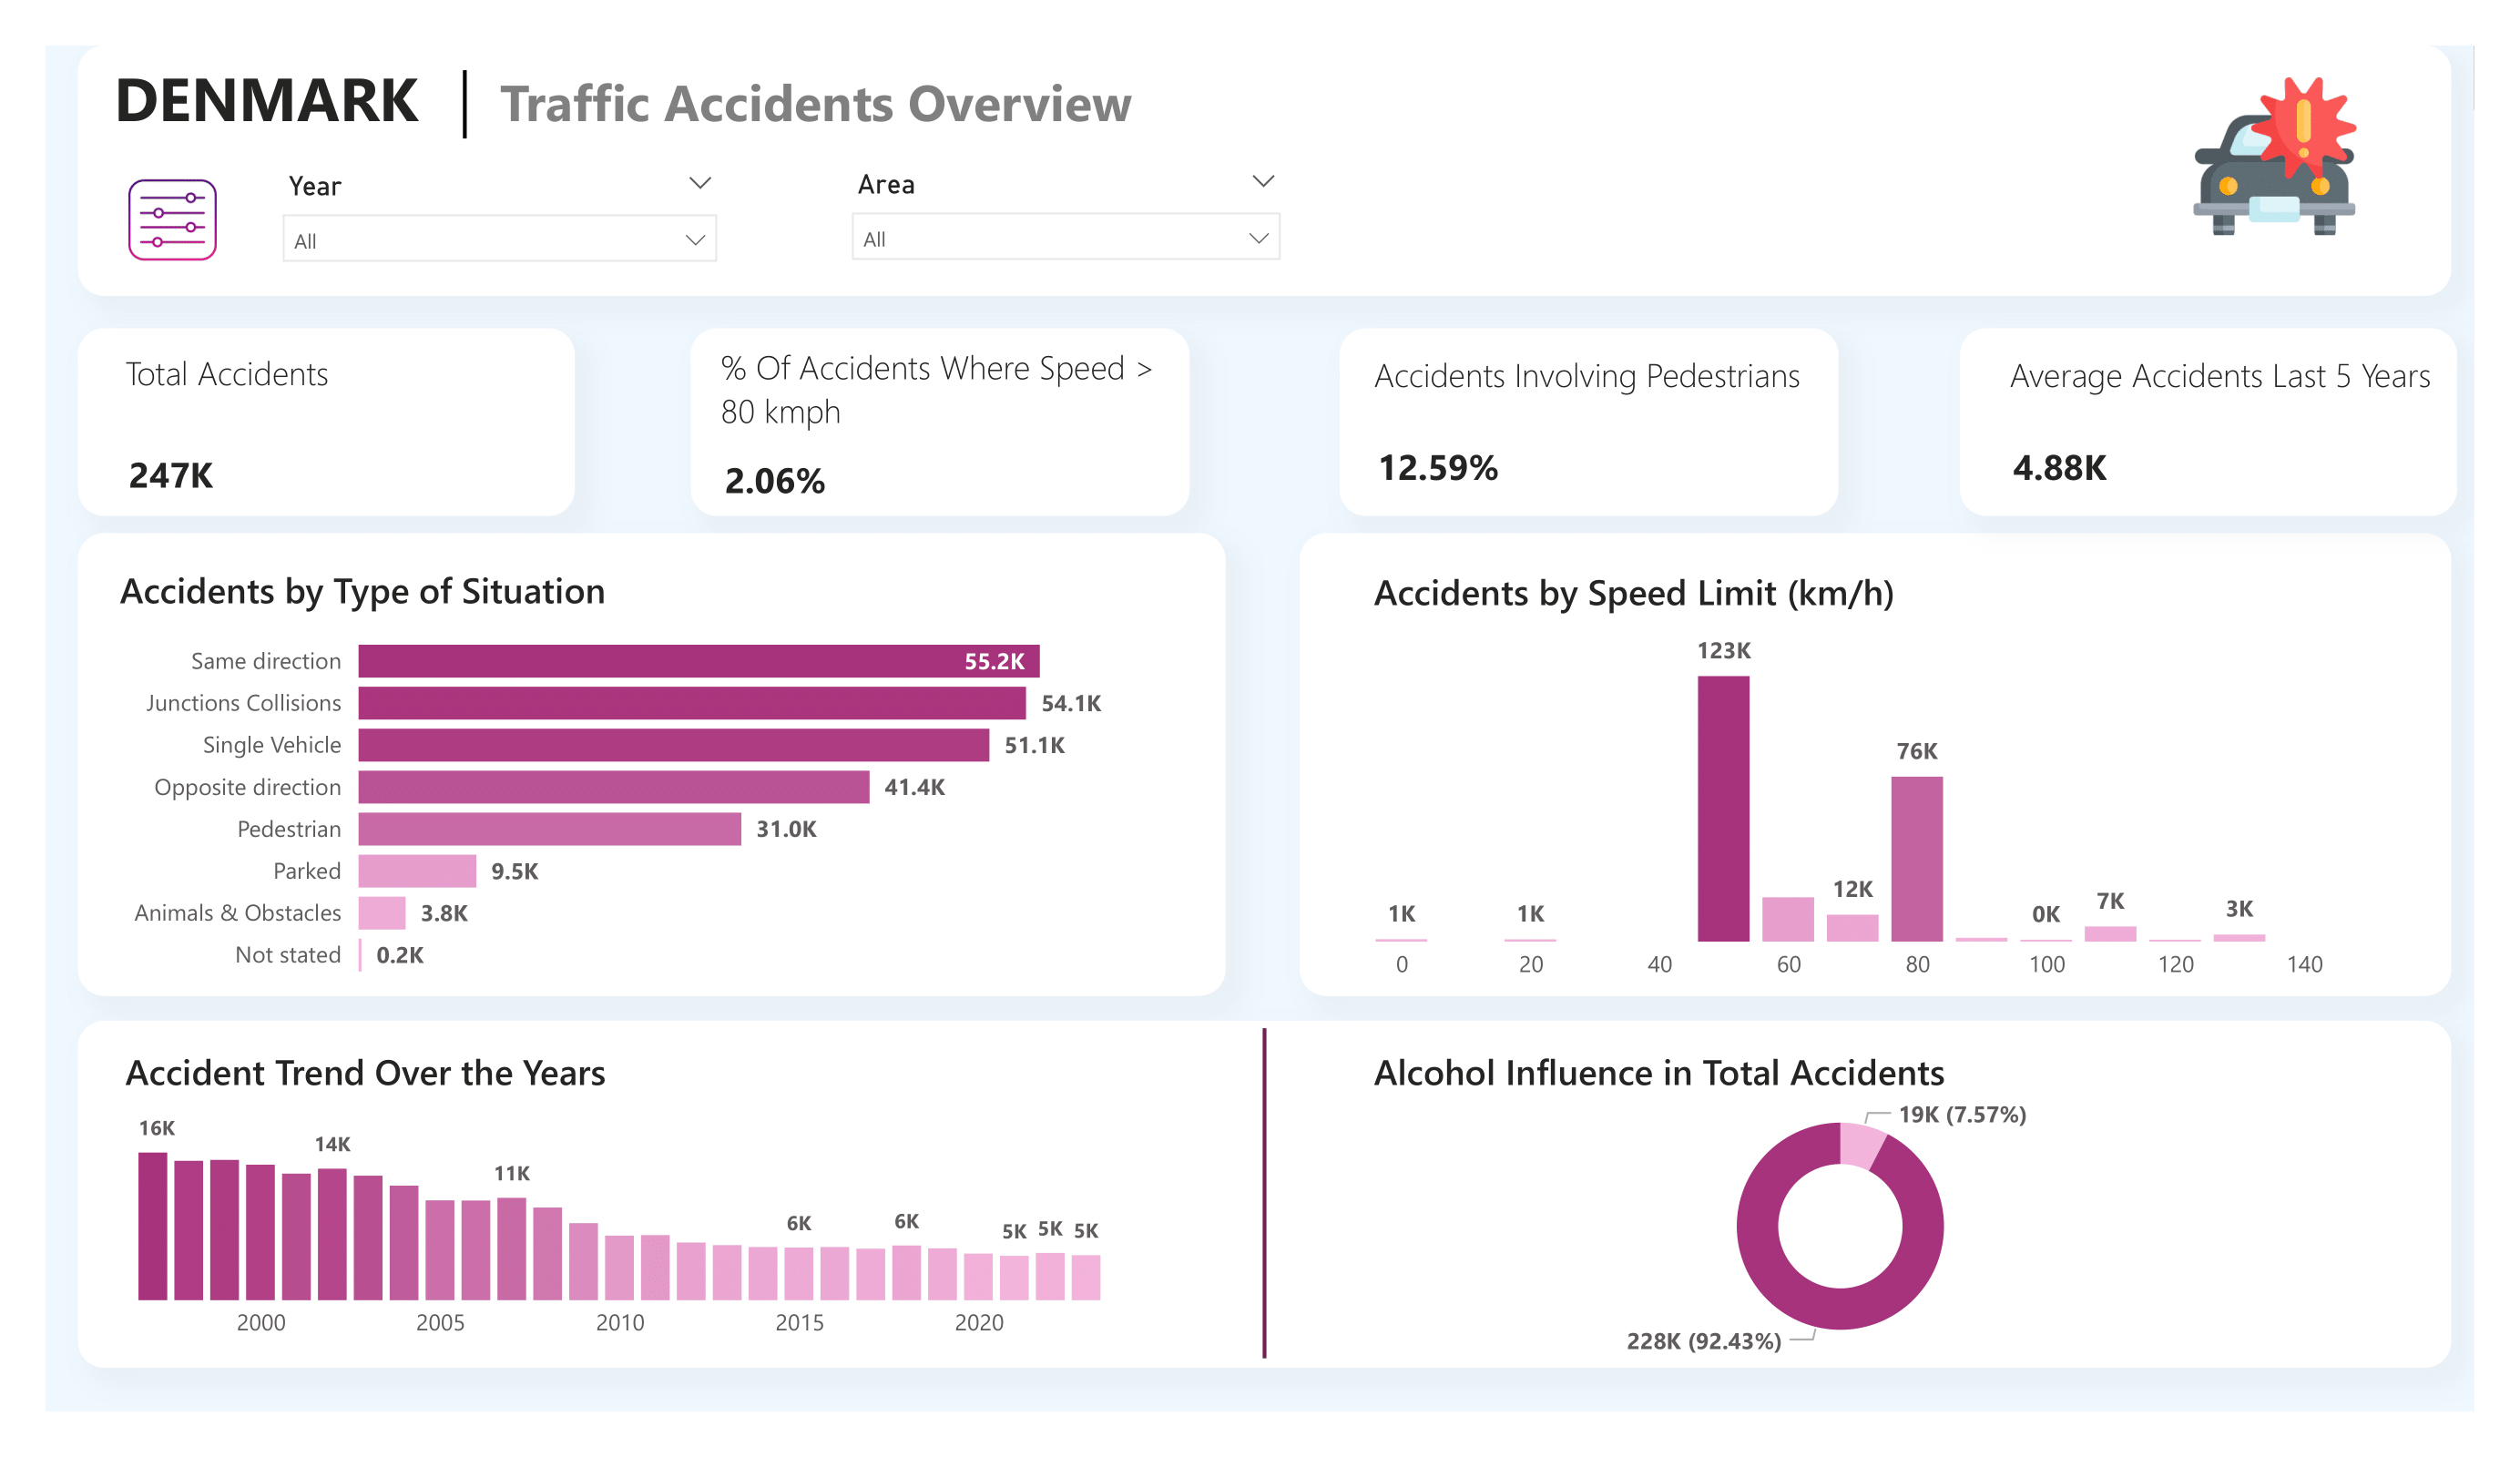 DENMARK
Traffic Accidents Overview
Year
Area
All
All
Total Accidents
247K
% Of Accidents Where Speed >
80 kmph
2.06%
Accidents Involving Pedestrians
12.59%
Average Accidents Last 5 Years
4.88K
Accidents by Type of Situation
Same direction
55.2K
Junctions Collisions
54.1K
Single Vehicle
51.1K
Opposite direction
41.4K
Pedestrian
31.0K
Parked
9.5K
Animals & Obstacles
3.8K
Not stated
0.2K
Accidents by Speed Limit (km/h)
123K
76K
12K
1K
1K
0K
7K
3K
0
20
40
60
80
100
120
140
Accident Trend Over the Years
16K
14K
11K
6K
6K
5K
5K
5K
2000
2005
2010
2015
2020
Alcohol Influence in Total Accidents
19K (7.57%)
228K (92.43%)